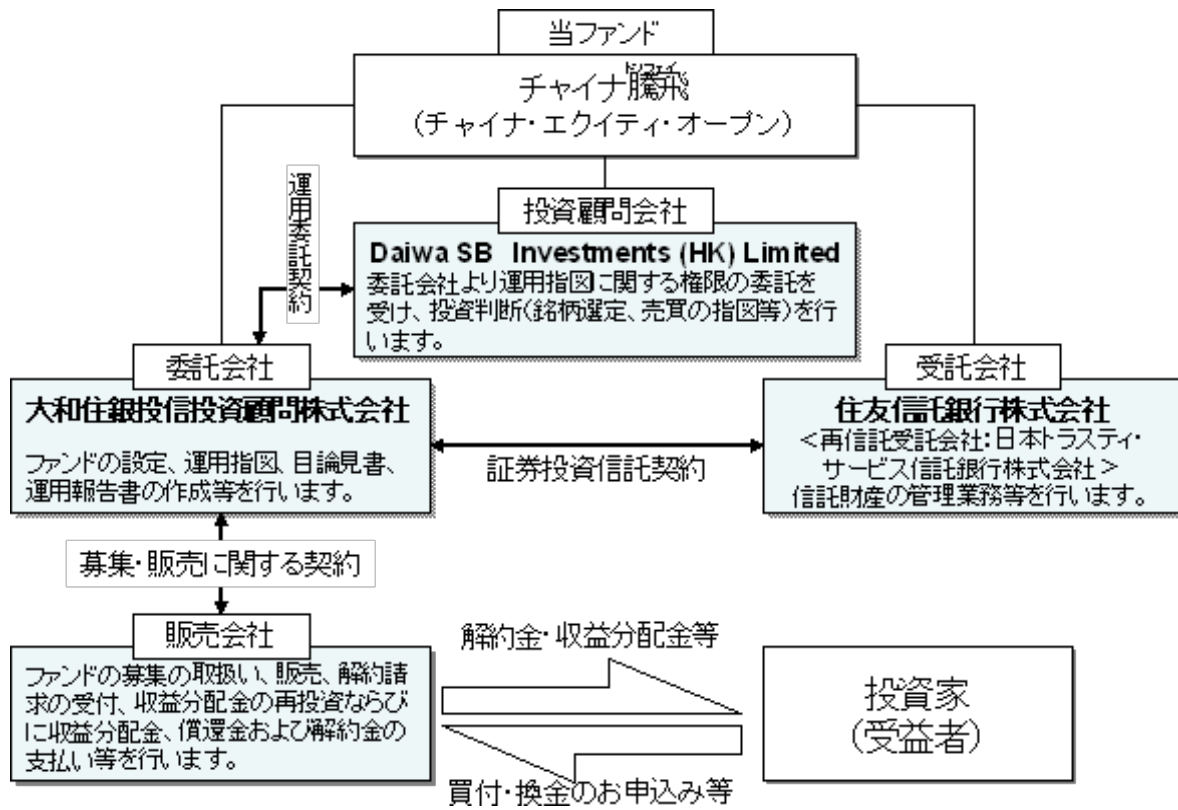 当ファンド
チャイナ騰飛
トンフェイ
(チャイナ・エクイティ・オープン)
運用委託契約
投資顧問会社
Daiwa SB Investments (HK) Limited
委託会社より運用指図に関する権限の委託を
受け、投資判断(銘柄選定、売買の指図等)を行
います。
委託会社
大和住銀投信投資顧問株式会社
ファンドの設定、運用指図、目論見書、
運用報告書の作成等を行います。
証券投資信託契約
受託会社
住友信託銀行株式会社
<再信託受託会社:日本トラスティ・
サービス信託銀行株式会社>
信託財産の管理業務等を行います。
募集・販売に関する契約
販売会社
ファンドの募集の取扱い、販売、解約請
求の受付、収益分配金の再投資ならび
に収益分配金、償還金および解約金の
支払い等を行います。
解約金・収益分配金等
買付・換金のお申込み等
投資家
(受益者)